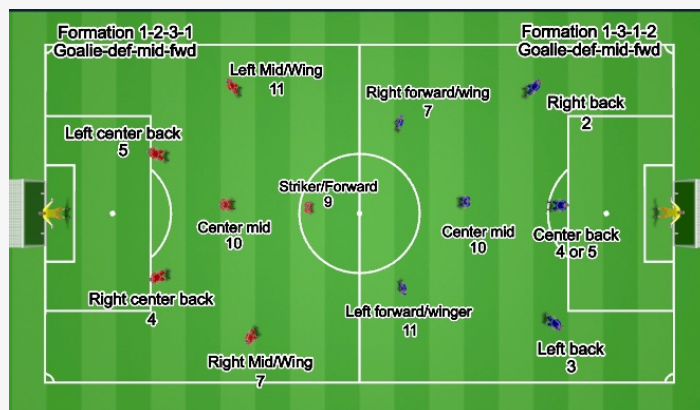 Formation 1-2-3-1
Goalie-def-mid-fwd
Formation 1-3-1-2
Goalie-def-mid-fwd
Left Mid/Wing
11
Right forward/wing
7
Right back
2
Left center back
5
Striker/Forward
9
Center mid
10
Center mid
10
Center back
4 or 5
Right center back
4
Left forward/winger
11
Right Mid/Wing
7
Left back
3